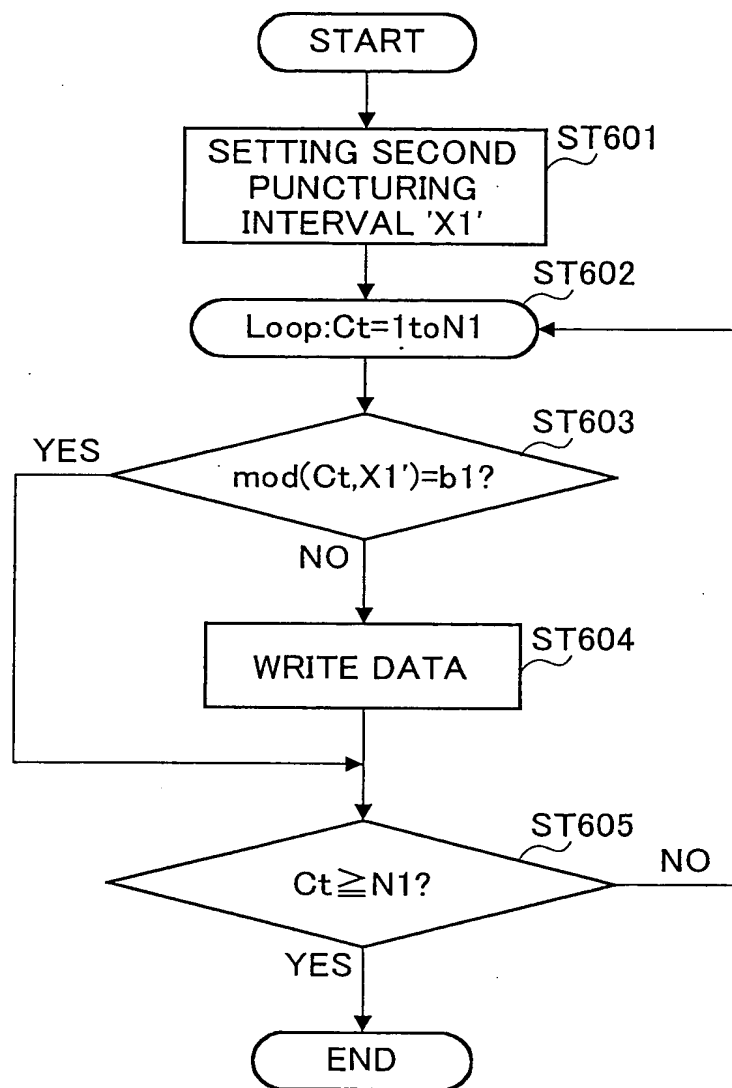 START
SETTING SECOND
PUNCTURING
INTERVAL 'X1'
ST601
ST602
Loop:Ct=1toN1
ST603
YES
mod(Ct,X1')=b1?
NO
ST604
WRITE DATA
ST605
Ct≧N1?
NO
YES
END